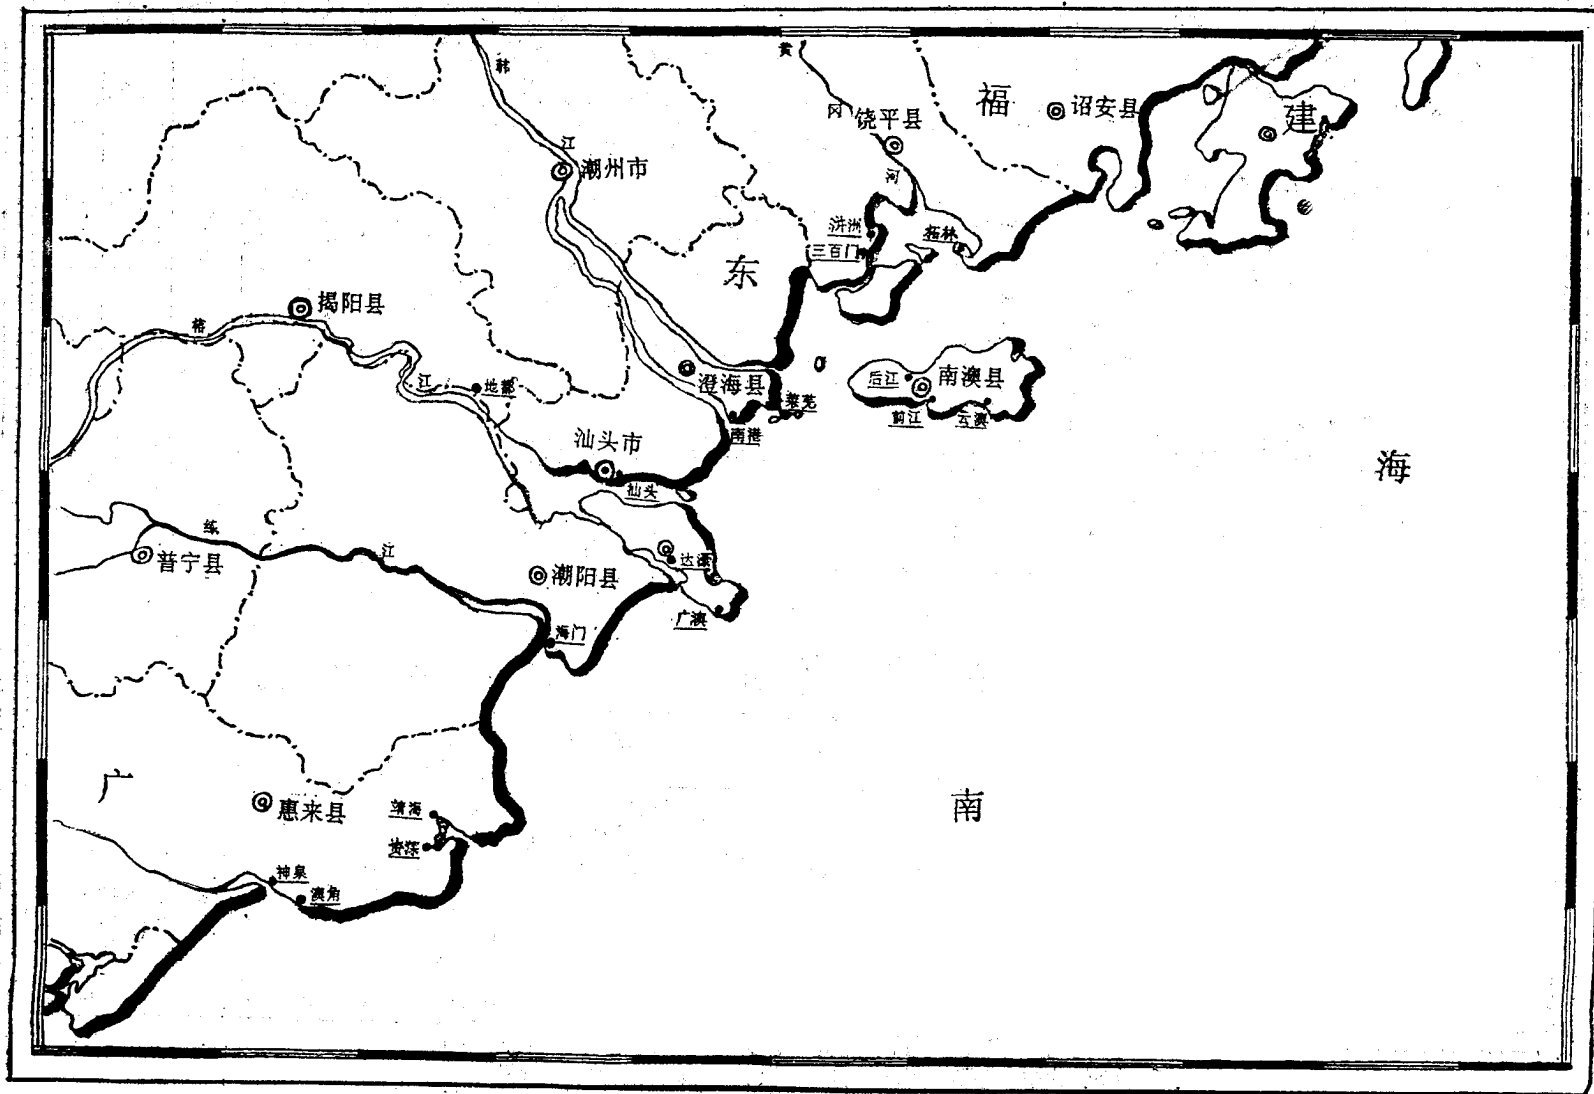 韩
江
黄
冈
河
福
建
诏安县
饶平县
潮州市
浒洲
三百门
柘林
东
揭阳县
榕
江
地都
澄海县
莱芜
南港
后江
南澳县
前江
云澳
汕头市
汕头
海
练
江
普宁县
潮阳县
达濠
广澳
海门
广
惠来县
靖海
资深
神泉
澳角
南